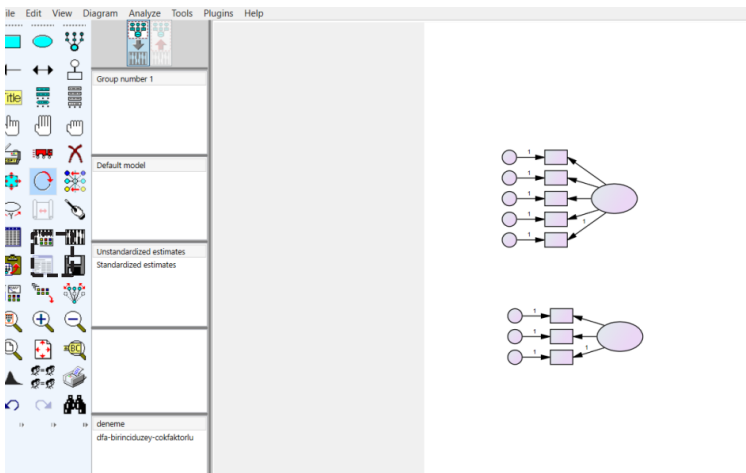 ile Edit View Diagram Analyze Tools Plugins Help
Title
Group number 1
Default model
Unstandardized estimates
Standardized estimates
deneme
dfa-birinciduzey-cokfaktorlu
1
1
1
1
1
1
1
1
1
1